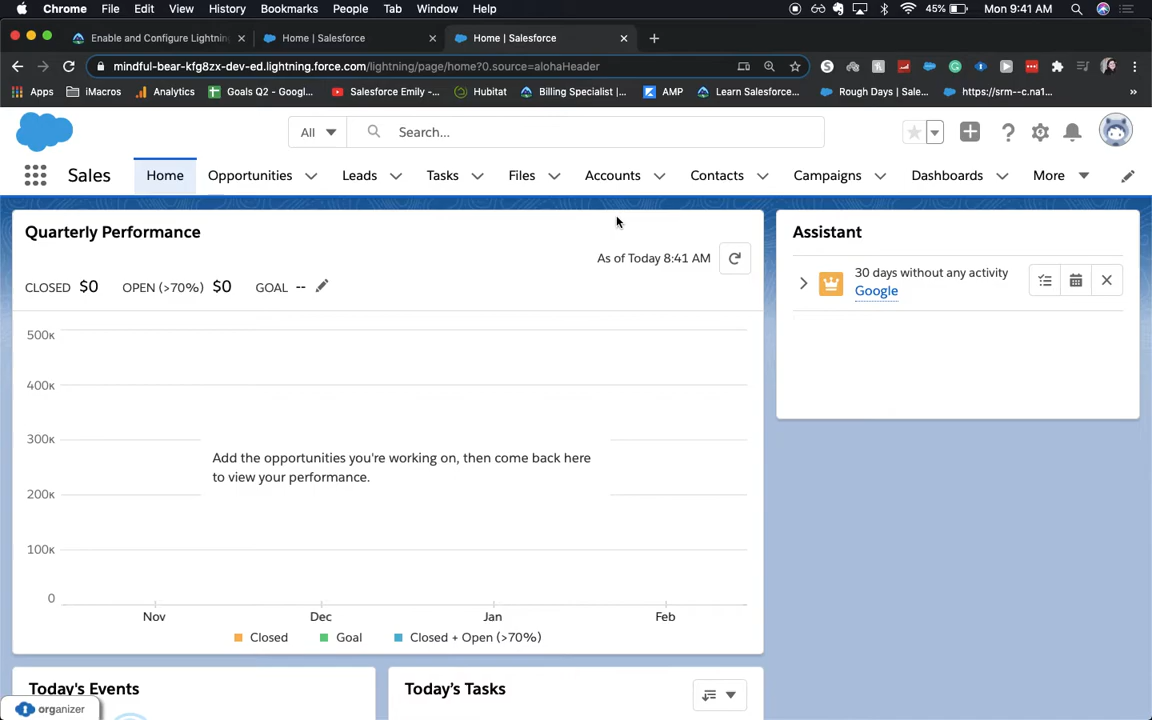 Chrome File Edit View History Bookmarks People Tab Window Help 45% Mon 9:41 AM
Enable and Configure Lightnin Home | Salesforce Home | Salesforce
mindful-bear-kfg8zx-dev-ed.lightning.force.com/lightning/page/home?0.source=alohaHeader
Apps iMacros Analytics Goals Q2 - Googl... Salesforce Emily -... Hubitat Billing Specialist |... AMP Learn Salesforce... Rough Days | Sale... https://srm--c.na1... »
All Search...
Sales Home Opportunities Leads Tasks Files Accounts Contacts Campaigns Dashboards More
Quarterly Performance
As of Today 8:41 AM
CLOSED $0 OPEN (>70%) $0 GOAL --
500K
400K
300K
200K
100K
0
Add the opportunities you're working on, then come back here
to view your performance.
Nov Dec Jan Feb
Closed Goal Closed + Open (>70%)
Assistant
30 days without any activity
Google
Today's Events
Today's Tasks
organizer